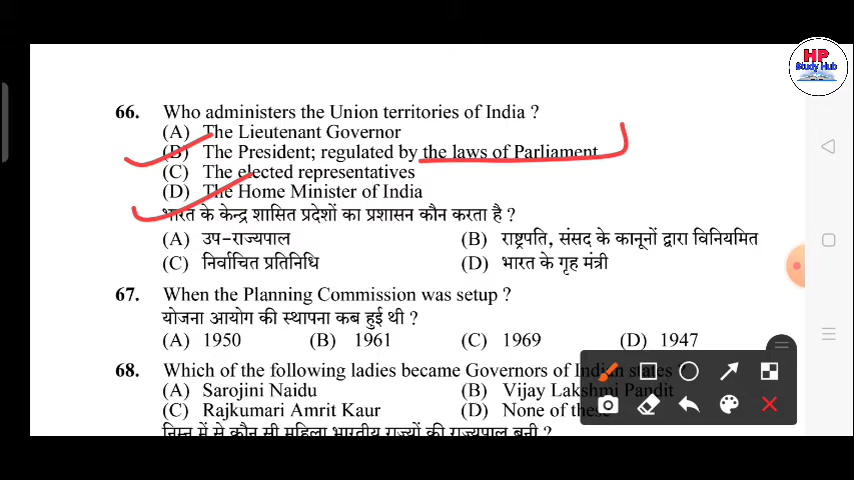 HP
Study Hub
66. Who administers the Union territories of India ?
(A) The Lieutenant Governor
(B) The President; regulated by the laws of Parliament
(C) The elected representatives
(D) The Home Minister of India
भारत के केन्द्र शासित प्रदेशों का प्रशासन कौन करता है ?
(A) उप-राज्यपाल (B) राष्ट्रपति, संसद के कानूनों द्वारा विनियमित
(C) निर्वाचित प्रतिनिधि (D) भारत के गृह मंत्री
67. When the Planning Commission was setup ?
योजना आयोग की स्थापना कब हुई थी ?
(A) 1950 (B) 1961 (C) 1969 (D) 1947
68. Which of the following ladies became Governors of Indian states ?
(A) Sarojini Naidu (B) Vijay Lakshmi Pandit
(C) Rajkumari Amrit Kaur (D) None of these
निम्न में से कौन सी महिला भारतीय राज्यों की राज्यपाल बनी ?